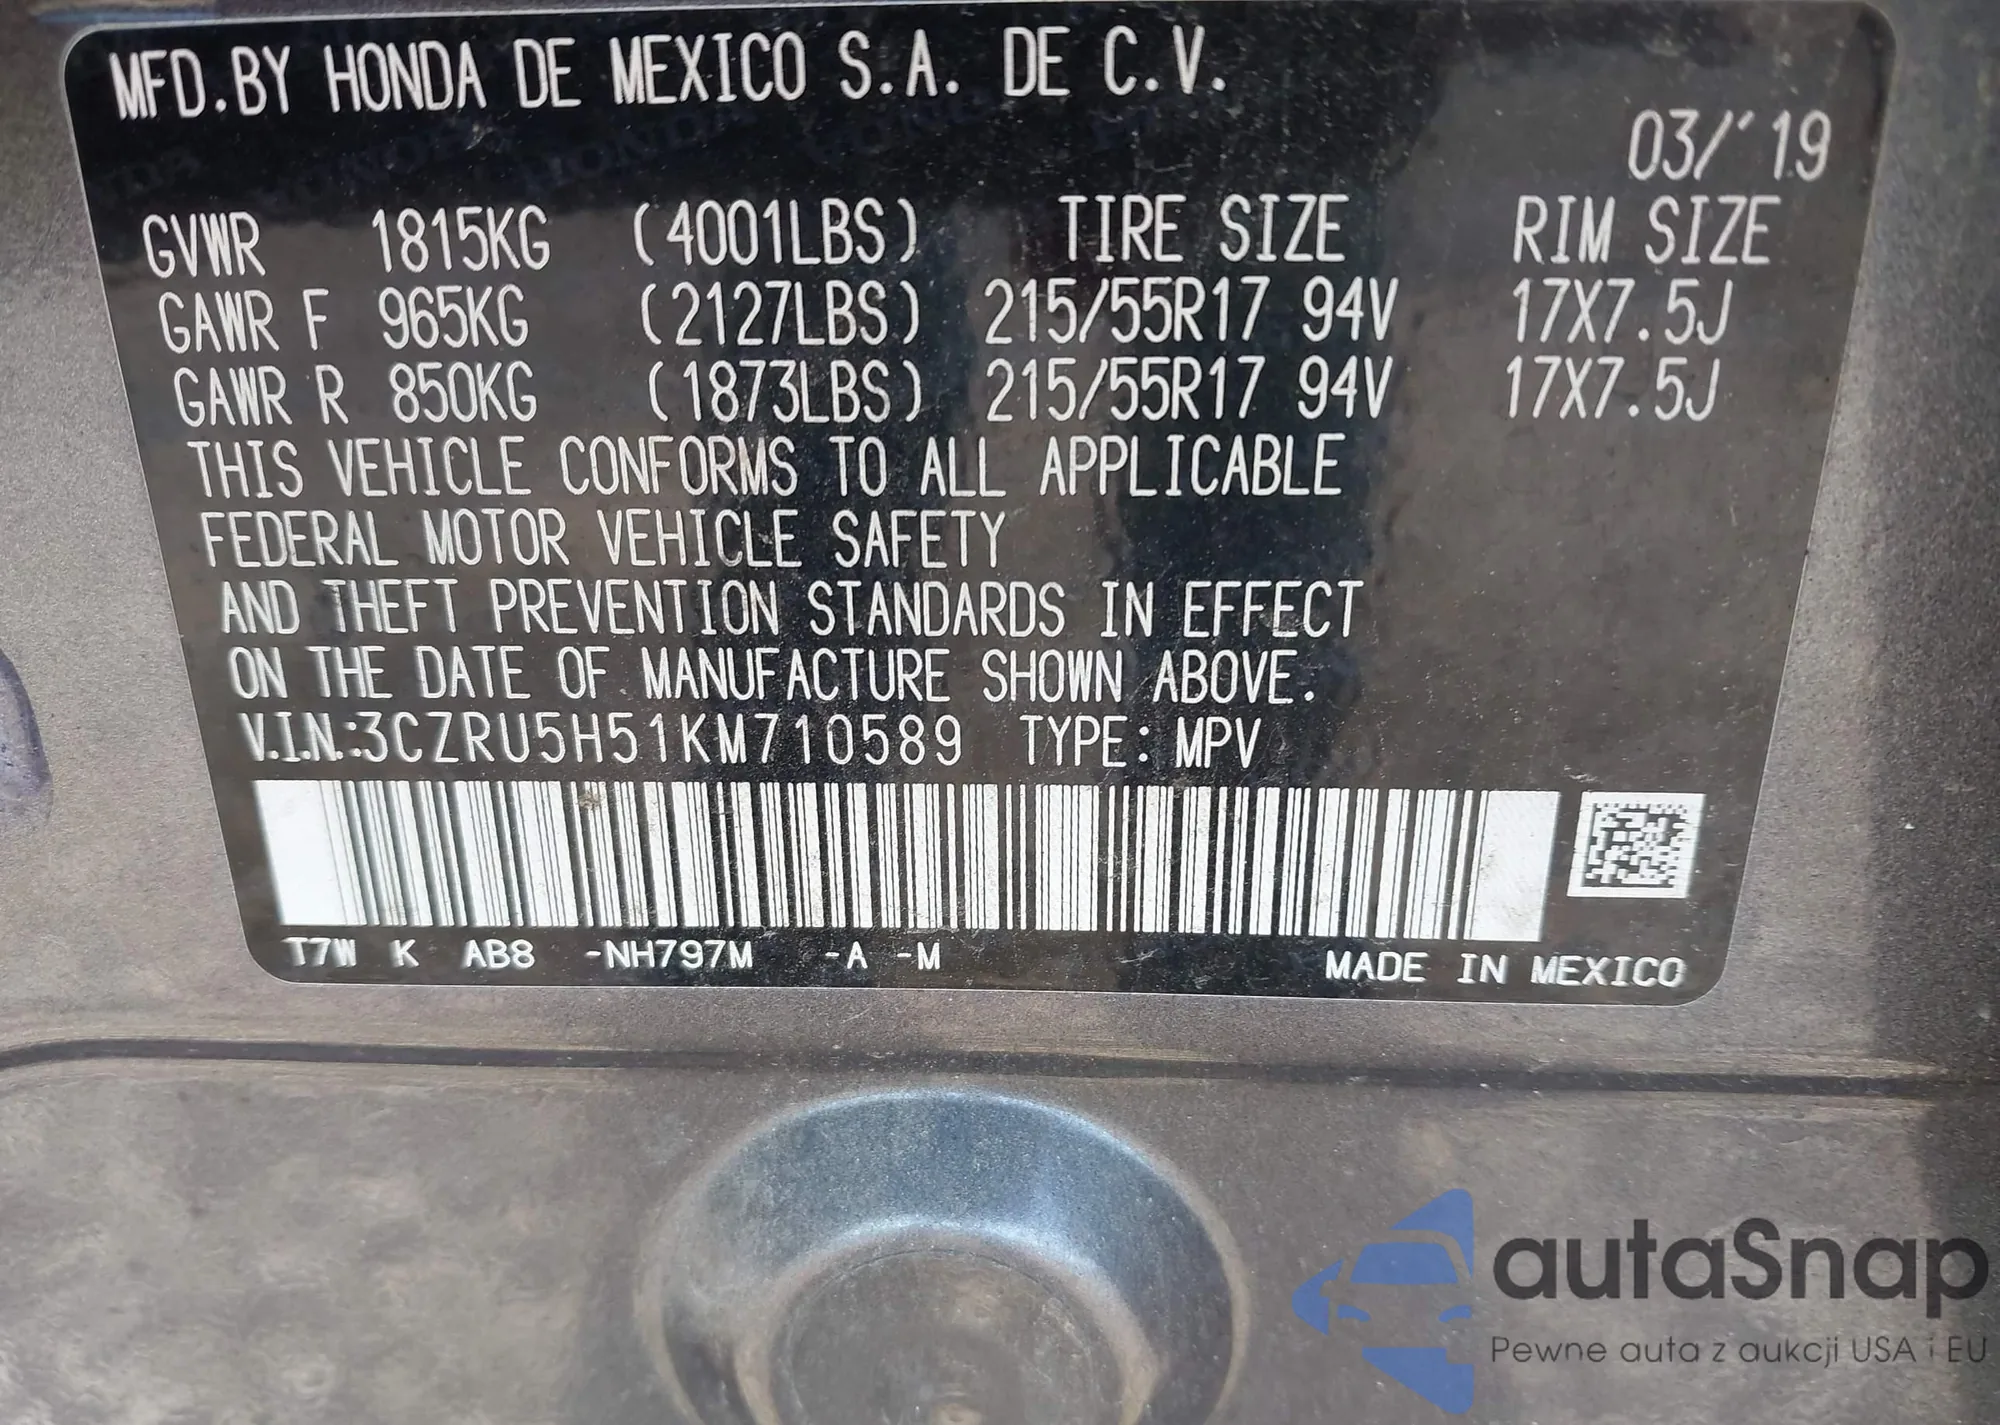 MFD.BY HONDA DE MEXICO S.A. DE C.V.
03/'19
GVWR 1815KG (4001LBS) TIRE SIZE RIM SIZE
GAWR F 965KG (2127LBS) 215/55R17 94V 17X7.5J
GAWR R 850KG (1873LBS) 215/55R17 94V 17X7.5J
THIS VEHICLE CONFORMS TO ALL APPLICABLE
FEDERAL MOTOR VEHICLE SAFETY
AND THEFT PREVENTION STANDARDS IN EFFECT
ON THE DATE OF MANUFACTURE SHOWN ABOVE.
V.I.N.:3CZRU5H51KM710589 TYPE: MPV
T7W K AB8 -NH797M -A -M MADE IN MEXICO
autaSnap
Pewne auta z aukcji USA i EU